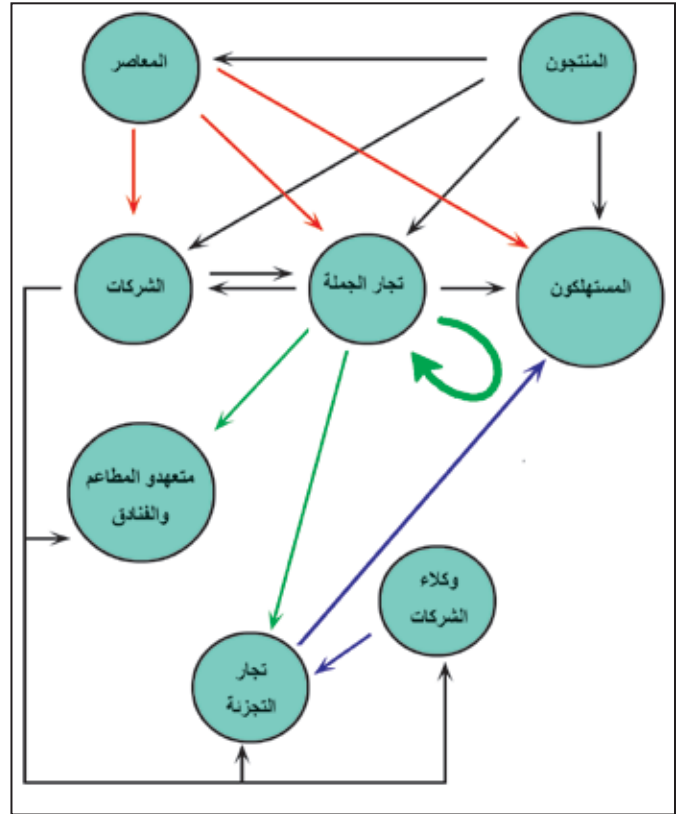 المنتجون
المعاصر
المستهلكون
تجار الجملة
الشركات
متعهدو المطاعم
والفنادق
وكلاء
الشركات
تجار
التجزئة